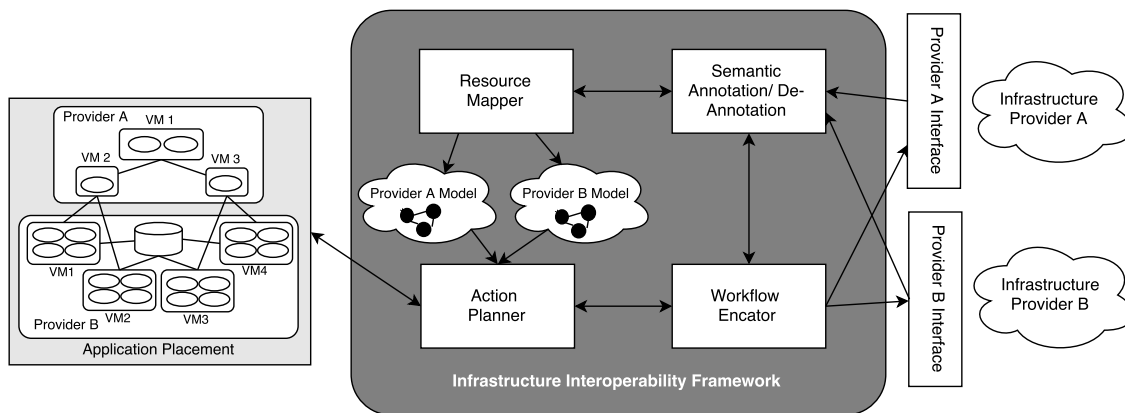 Provider A
VM 1
VM 2
VM 3
VM1
VM4
VM2
VM3
Provider B
Application Placement
Resource
Mapper
Semantic
Annotation/ De-
Annotation
Provider A Model
Provider B Model
Action
Planner
Workflow
Encator
Infrastructure Interoperability Framework
Provider A Interface
Provider B Interface
Infrastructure
Provider A
Infrastructure
Provider B